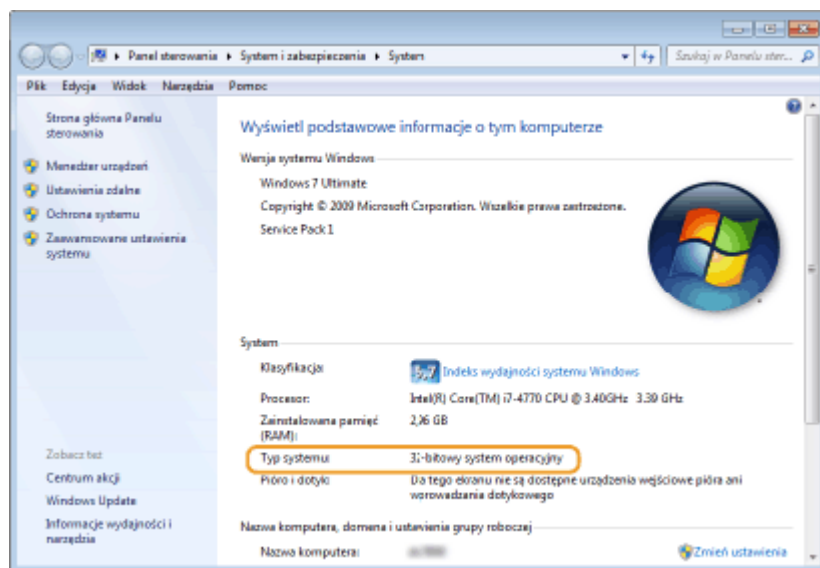 Panel sterowania ▸ System i zabezpieczenia ▸ System
Szukaj w Panelu ster...
Plik Edycja Widok Narzędzia Pomoc
Strona główna Panelu
sterowania
Menedżer urządzeń
Ustawienia zdalne
Ochrona systemu
Zaawansowane ustawienia
systemu
Zobacz też
Centrum akcji
Windows Update
Informacje wydajności i
narzędzia
Wyświetl podstawowe informacje o tym komputerze
Wersja systemu Windows
Windows 7 Ultimate
Copyright © 2009 Microsoft Corporation. Wszelkie prawa zastrzeżone.
Service Pack 1
System
Klasyfikacja: 5,7 Indeks wydajności systemu Windows
Procesor: Intel(R) Core(TM) i7-4770 CPU @ 3.40GHz 3.39 GHz
Zainstalowana pamięć
(RAM): GB
Typ systemu: 32-bitowy system operacyjny
Pióro i dotyk: Da tego ekranu nie są dostępne urządzenia wejściowe pióra ani
wprowadzania dotykowego
Nazwa komputera, domena i ustawienia grupy roboczej
Nazwa komputera:
Zmień ustawienia